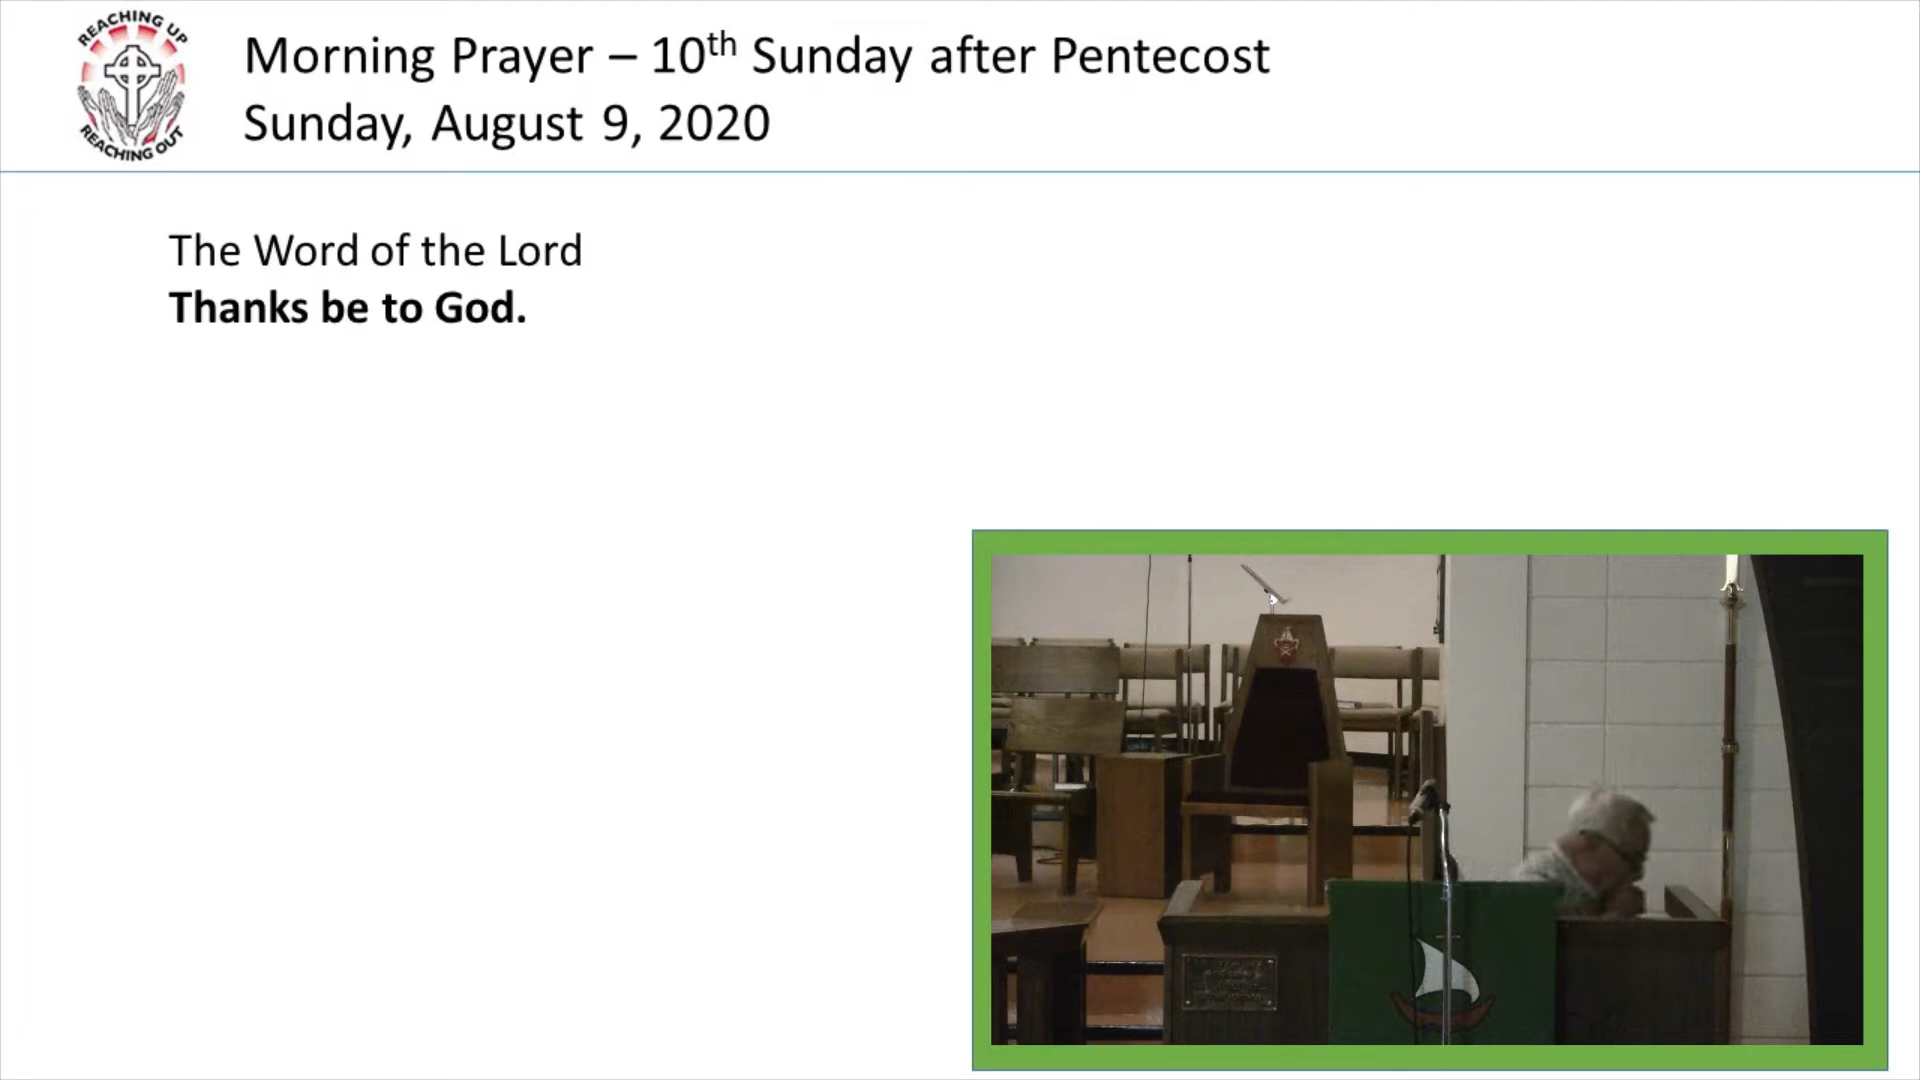 REACHING UP
REACHING OUT
Morning Prayer – 10th Sunday after Pentecost
Sunday, August 9, 2020
The Word of the Lord
Thanks be to God.